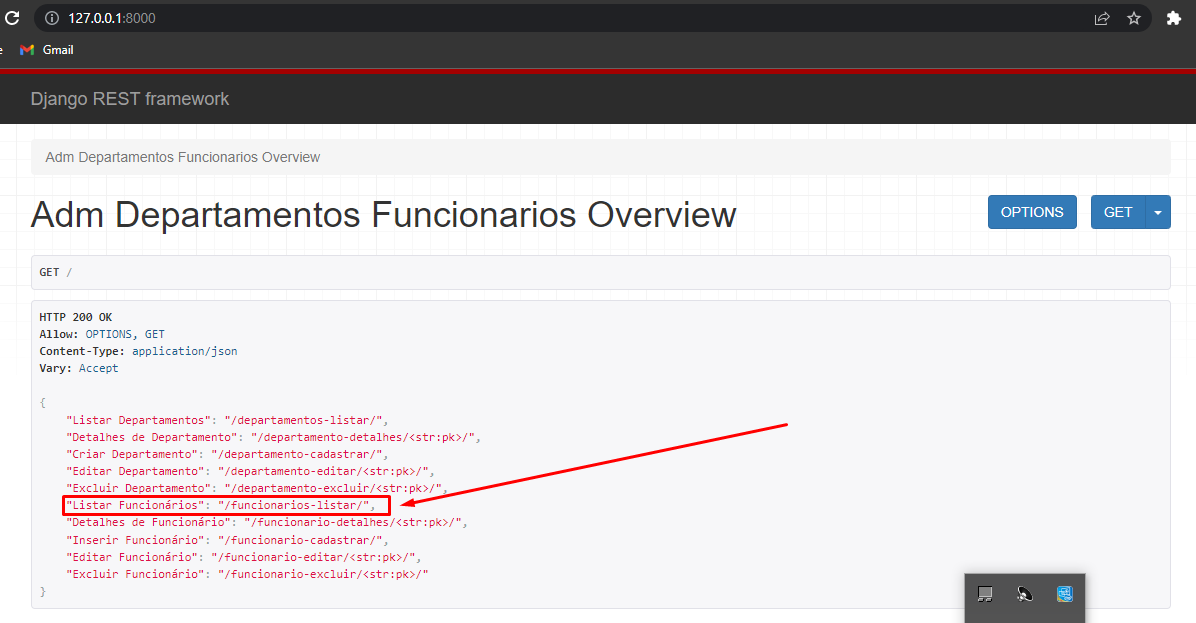 127.0.0.1:8000
Gmail
Django REST framework
Adm Departamentos Funcionarios Overview
Adm Departamentos Funcionarios Overview
OPTIONS
GET
GET /
HTTP 200 OK
Allow: OPTIONS, GET
Content-Type: application/json
Vary: Accept
{
"Listar Departamentos": "/departamentos-listar/",
"Detalhes de Departamento": "/departamento-detalhes/<str:pk>/",
"Criar Departamento": "/departamento-cadastrar/",
"Editar Departamento": "/departamento-editar/<str:pk>/",
"Excluir Departamento": "/departamento-excluir/<str:pk>/",
"Listar Funcionários": "/funcionarios-listar/",
"Detalhes de Funcionário": "/funcionario-detalhes/<str:pk>/",
"Inserir Funcionário": "/funcionario-cadastrar/",
"Editar Funcionário": "/funcionario-editar/<str:pk>/",
"Excluir Funcionário": "/funcionario-excluir/<str:pk>/"
}